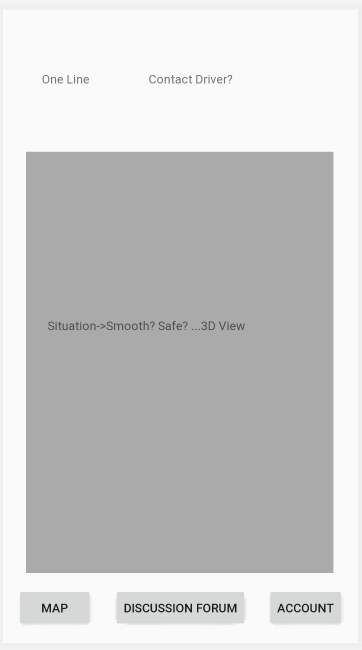 One Line Contact Driver?
Situation->Smooth? Safe? ...3D View
MAP DISCUSSION FORUM ACCOUNT